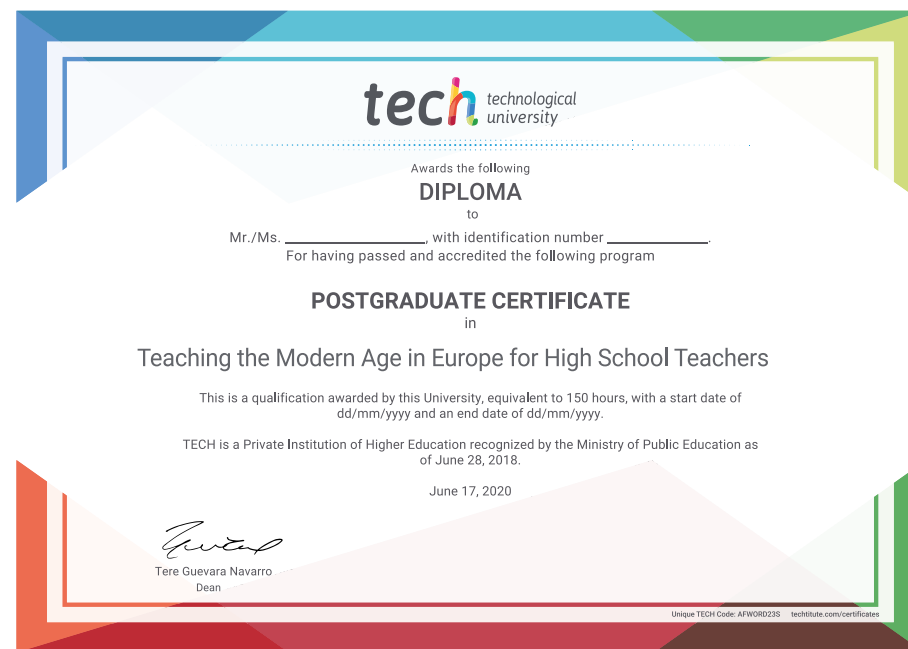 tech technological
university
Awards the following
DIPLOMA
to
Mr./Ms. ____________________, with identification number ______________.
For having passed and accredited the following program
POSTGRADUATE CERTIFICATE
in
Teaching the Modern Age in Europe for High School Teachers
This is a qualification awarded by this University, equivalent to 150 hours, with a start date of
dd/mm/yyyy and an end date of dd/mm/yyyy.
TECH is a Private Institution of Higher Education recognized by the Ministry of Public Education as
of June 28, 2018.
June 17, 2020
Tere Guevara Navarro
Dean
Unique TECH Code: AFWORD23S techtitute.com/certificates